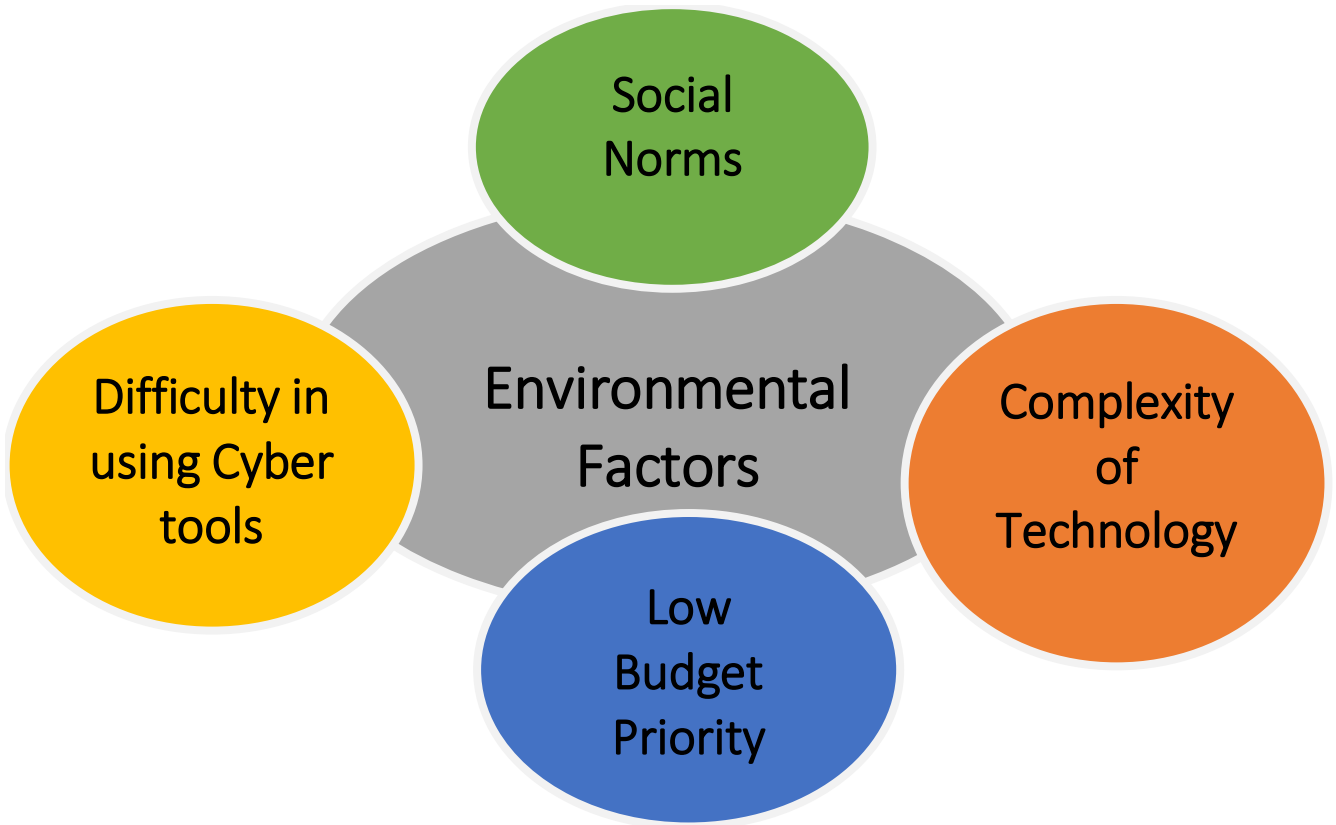 Social
Norms
Difficulty in
using Cyber
tools
Environmental
Factors
Complexity
of
Technology
Low
Budget
Priority